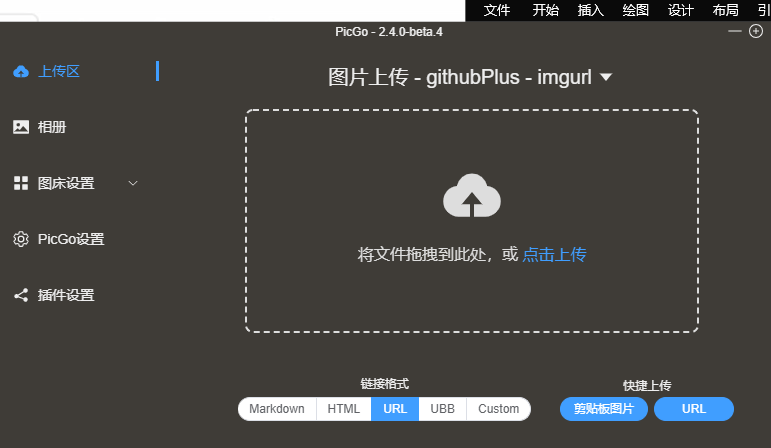 文件 开始 插入 绘图 设计 布局 引
PicGo - 2.4.0-beta.4
上传区
相册
图床设置
PicGo设置
插件设置
图片上传 - githubPlus - imgurl
将文件拖拽到此处，或 点击上传
链接格式
Markdown HTML URL UBB Custom
快捷上传
剪贴板图片 URL